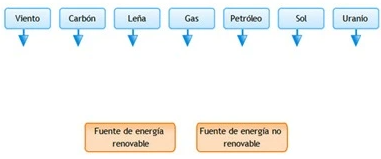 Viento Carbón Leña Gas Petróleo Sol Uranio
Fuente de energía
renovable
Fuente de energía no
renovable